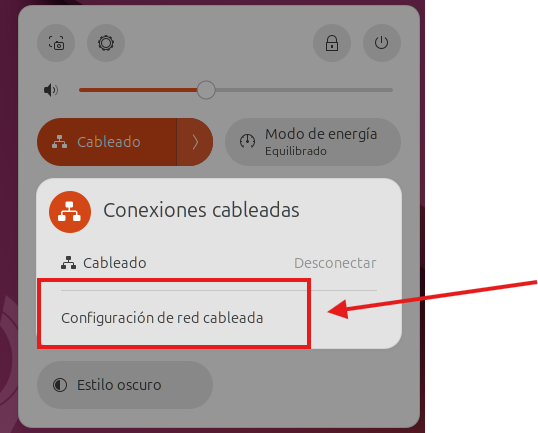 Cableado
Modo de energía
Equilibrado
Conexiones cableadas
Cableado
Desconectar
Configuración de red cableada
Estilo oscuro